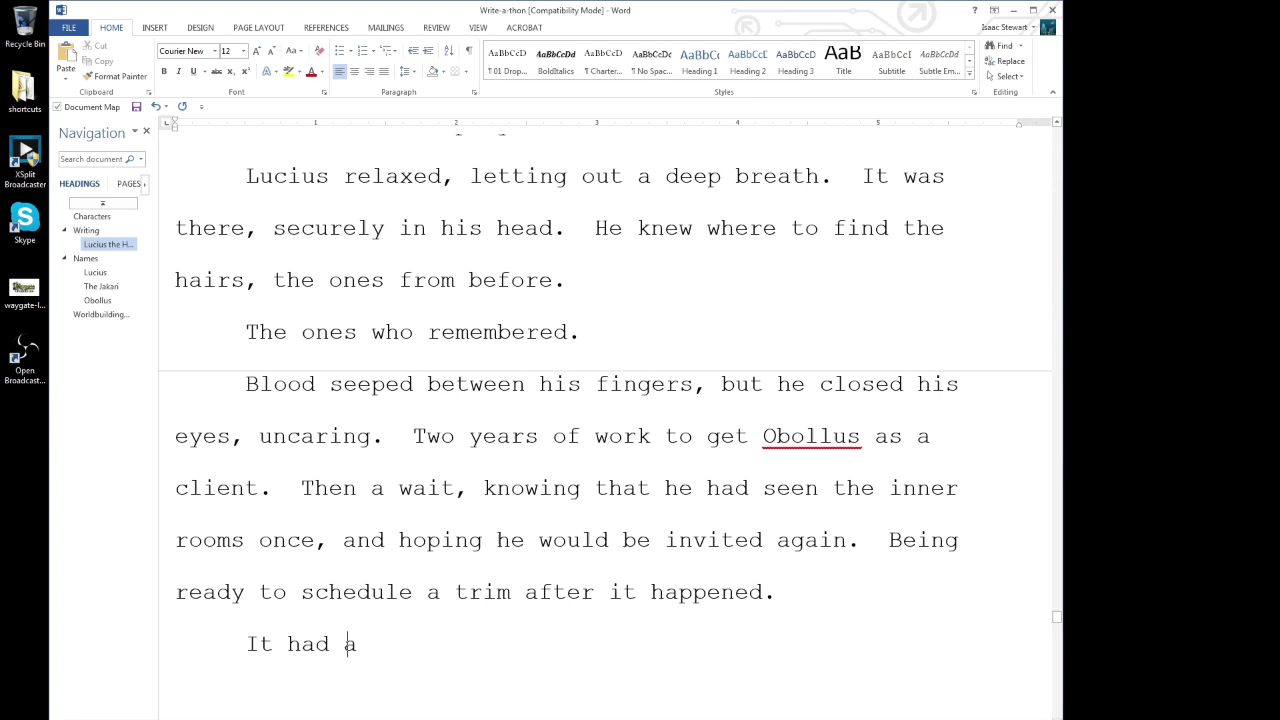 Write-a-thon [Compatibility Mode] - Word
FILE HOME INSERT DESIGN PAGE LAYOUT REFERENCES MAILINGS REVIEW VIEW ACROBAT Isaac Stewart
Recycle Bin
shortcuts
XSplit Broadcaster
Skype
waygate-l...
Open Broadcast...
Paste
Cut
Copy
Format Painter
Courier New 12
AaBbCcD AaBbCcDd AaBbCcD AaBbCcDc AaBbC AaBbCcD AaBbCcD AaB AaBbCcD AaBbCcDd
¶ 01 Drop... BoldItalics ¶ Charter... ¶ No Spac... Heading 1 Heading 2 Heading 3 Title Subtitle Subtle Em...
Find
Replace
Select
Clipboard Font Paragraph Styles Editing
Document Map
Navigation
Search document
HEADINGS PAGES
Characters
Writing
Lucius the H...
Names
Lucius
The Jakari
Obollus
Worldbuilding...
1 2 3 4 5
Lucius relaxed, letting out a deep breath. It was
there, securely in his head. He knew where to find the
hairs, the ones from before.
The ones who remembered.
Blood seeped between his fingers, but he closed his
eyes, uncaring. Two years of work to get Obollus as a
client. Then a wait, knowing that he had seen the inner
rooms once, and hoping he would be invited again. Being
ready to schedule a trim after it happened.
It had a